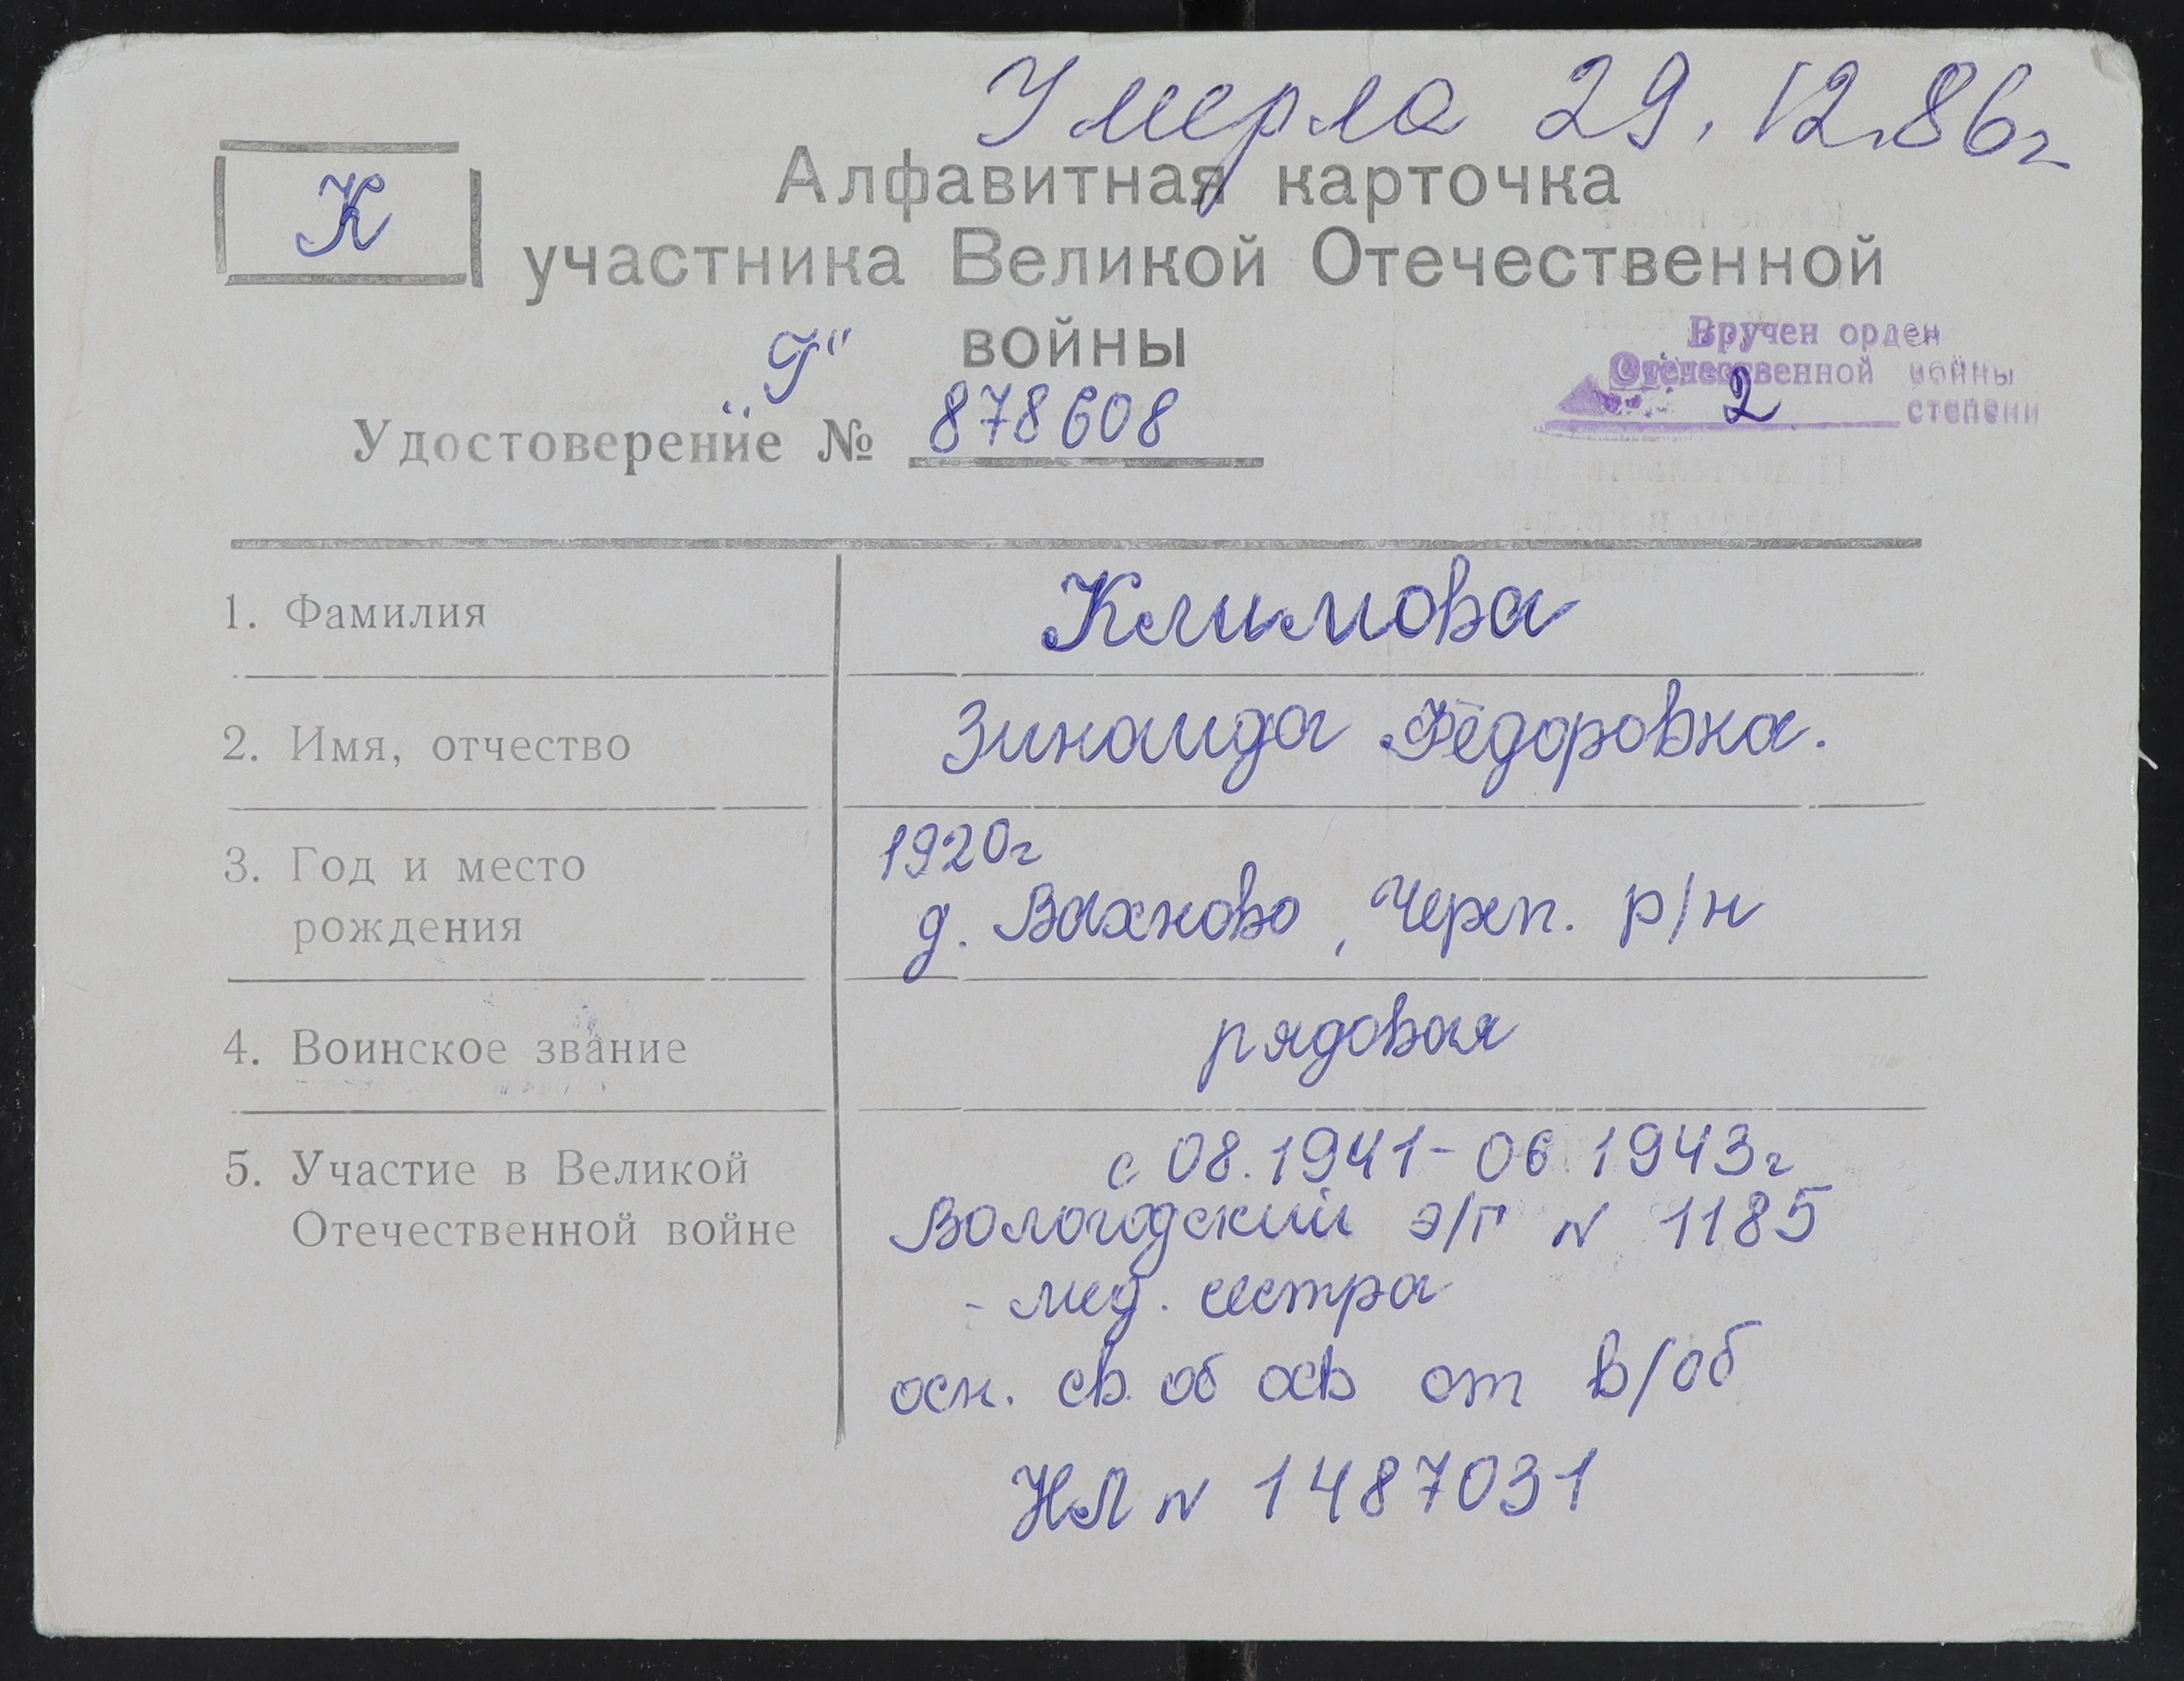 Умерла 29.12.86г
К
Алфавитная карточка
участника Великой Отечественной
войны
Вручен орден
Отечественной войны
2 степени
„Г"
Удостоверение № 878608
1. Фамилия
Климова
2. Имя, отчество
Зинаида Фёдоровна.
3. Год и место
рождения
1920г
д. Вахново, Череп. р/н
4. Воинское звание
рядовая
5. Участие в Великой
Отечественной войне
с 08.1941-06.1943г
Вологодский э/г N 1185
- мед. сестра
осн. св. об осв от в/об
НЛ N 1487031